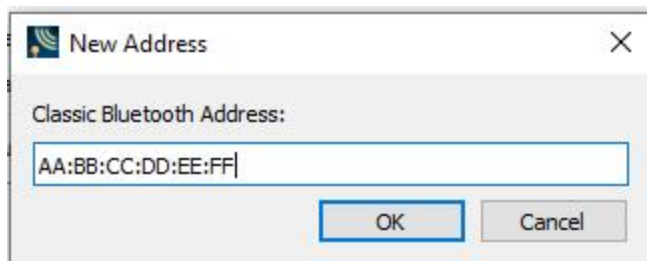 New Address
Classic Bluetooth Address:
AA:BB:CC:DD:EE:FF
OK Cancel